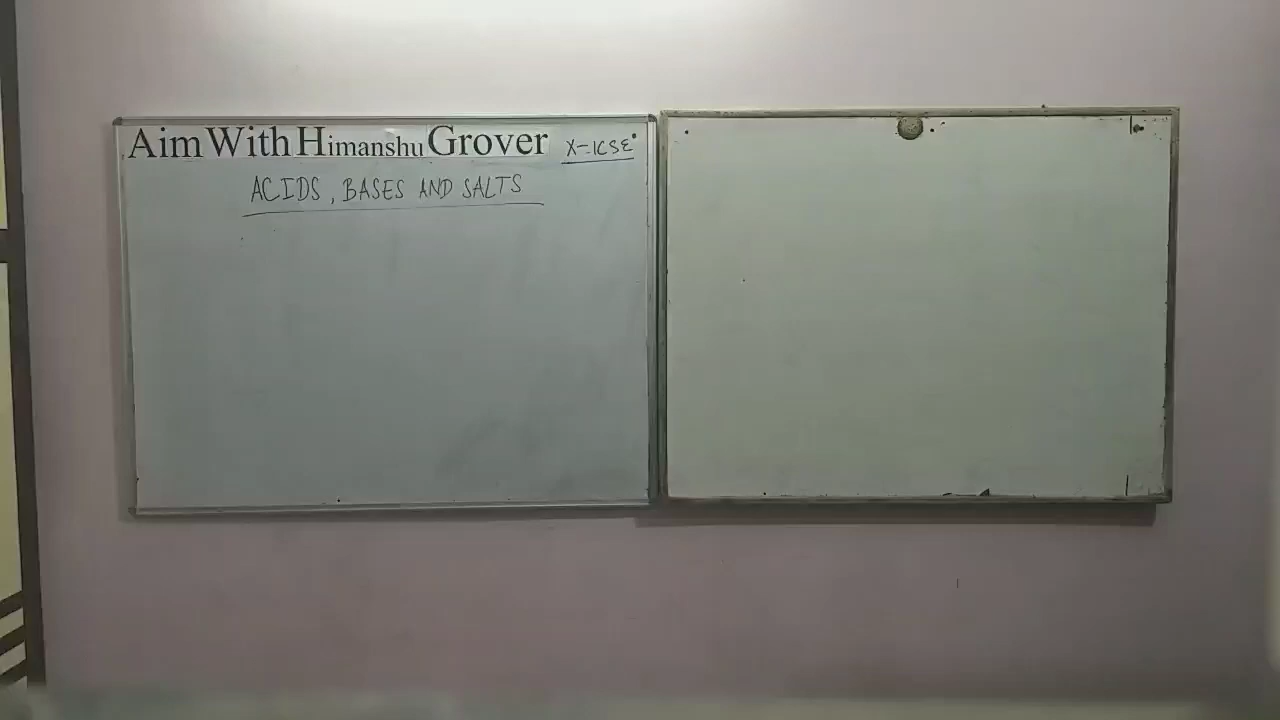 Aim With Himanshu Grover X-ICSE
ACIDS, BASES AND SALTS